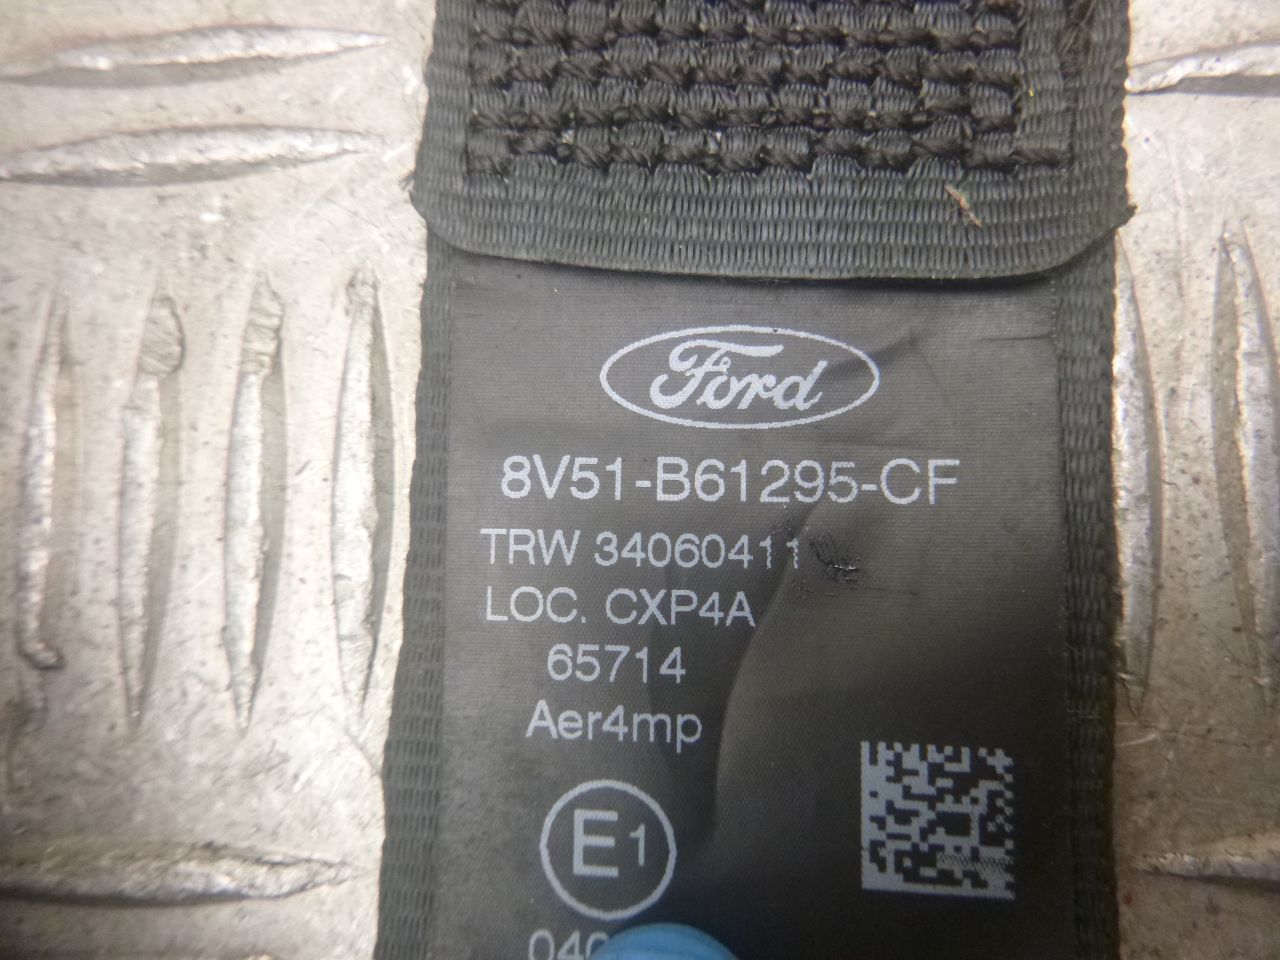 Ford
8V51-B61295-CF
TRW 34060411
LOC. CXP4A
65714
Aer4mp
E1